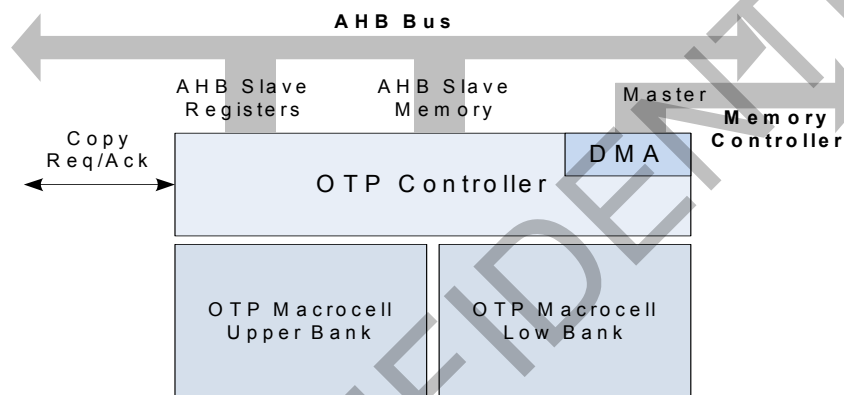 AHB Bus
AHB Slave
Registers
AHB Slave
Memory
Master
Memory
Controller
Copy
Req/Ack
DMA
OTP Controller
OTP Macrocell
Upper Bank
OTP Macrocell
Low Bank
FIDENTI